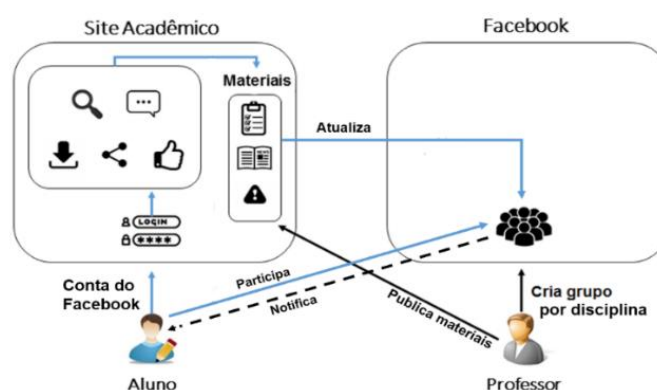 Site Acadêmico
Facebook
Materiais
Atualiza
LOGIN
****
Conta do
Facebook
Participa
Notifica
Publica materiais
Cria grupo
por disciplina
Aluno
Professor